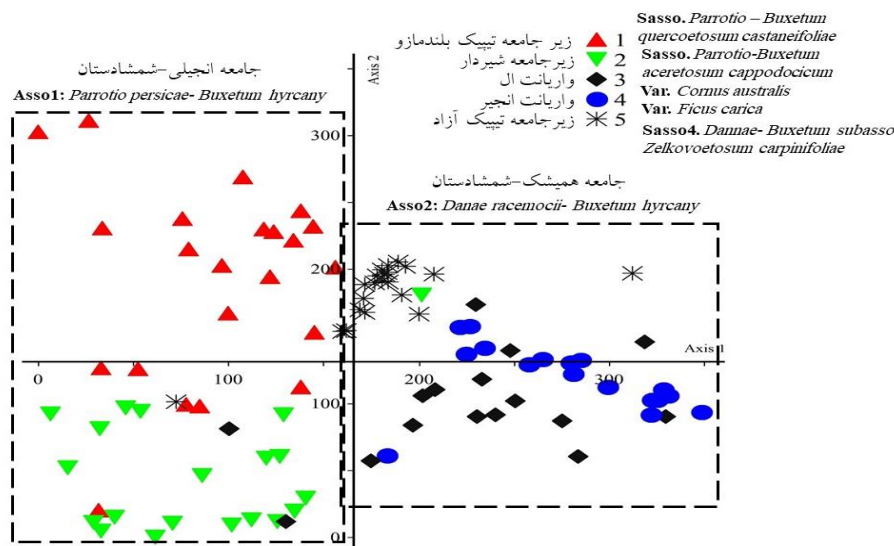 جامعه انجیلی-شمشادستان
Asso1: Parrotio persicae- Buxetum hyrcany
Axis 2
زیر جامعه تیپیک بلندمازو 1
زیرجامعه شیردار 2
واریانت ال 3
واریانت انجیر 4
زیرجامعه تیپیک آزاد 5
Sasso. Parrotio – Buxetum
quercoetosum castaneifoliae
Sasso. Parrotio-Buxetum
aceretosum cappodocicum
Var. Cornus australis
Var. Ficus carica
Sasso4. Dannae- Buxetum subasso
Zelkovoetosum carpinifoliae
جامعه همیشک-شمشادستان
Asso2: Danae racemocii- Buxetum hyrcany
300
200
0 100 200 300 Axis 1
100
0